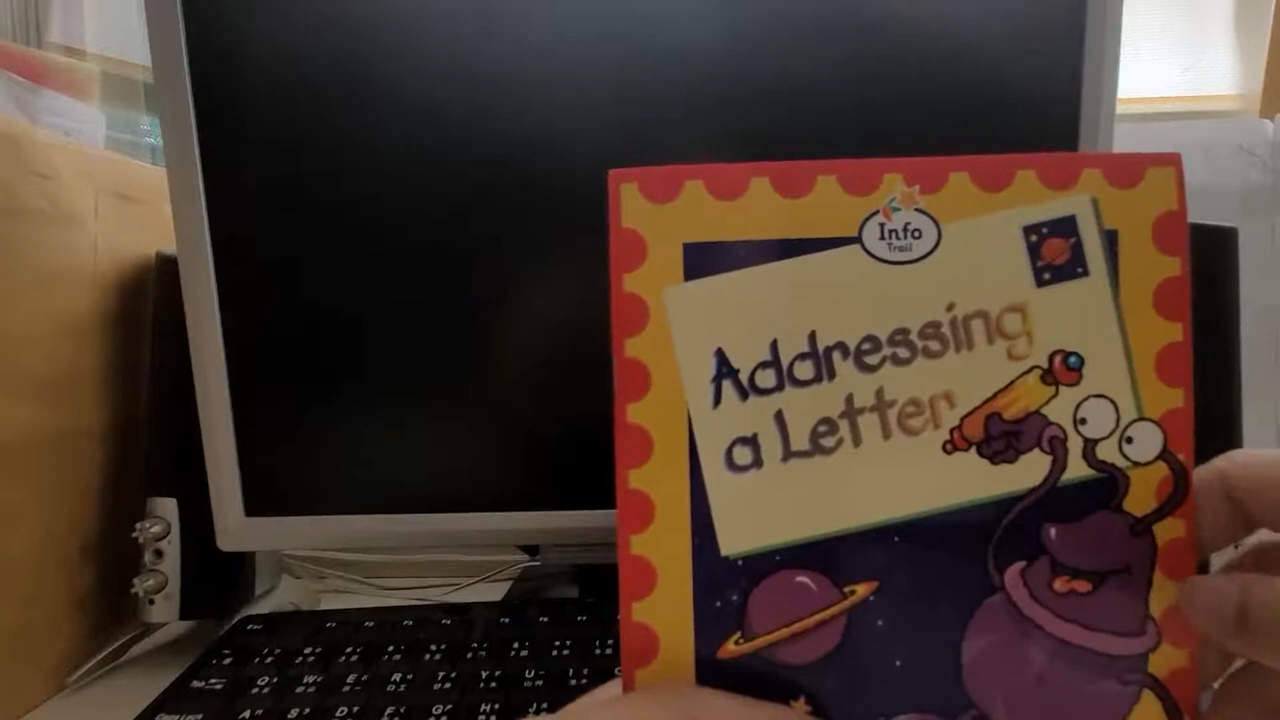 Info
Trail
Addressing
a Letter
Q W E R T Y U I
A S D F G H J